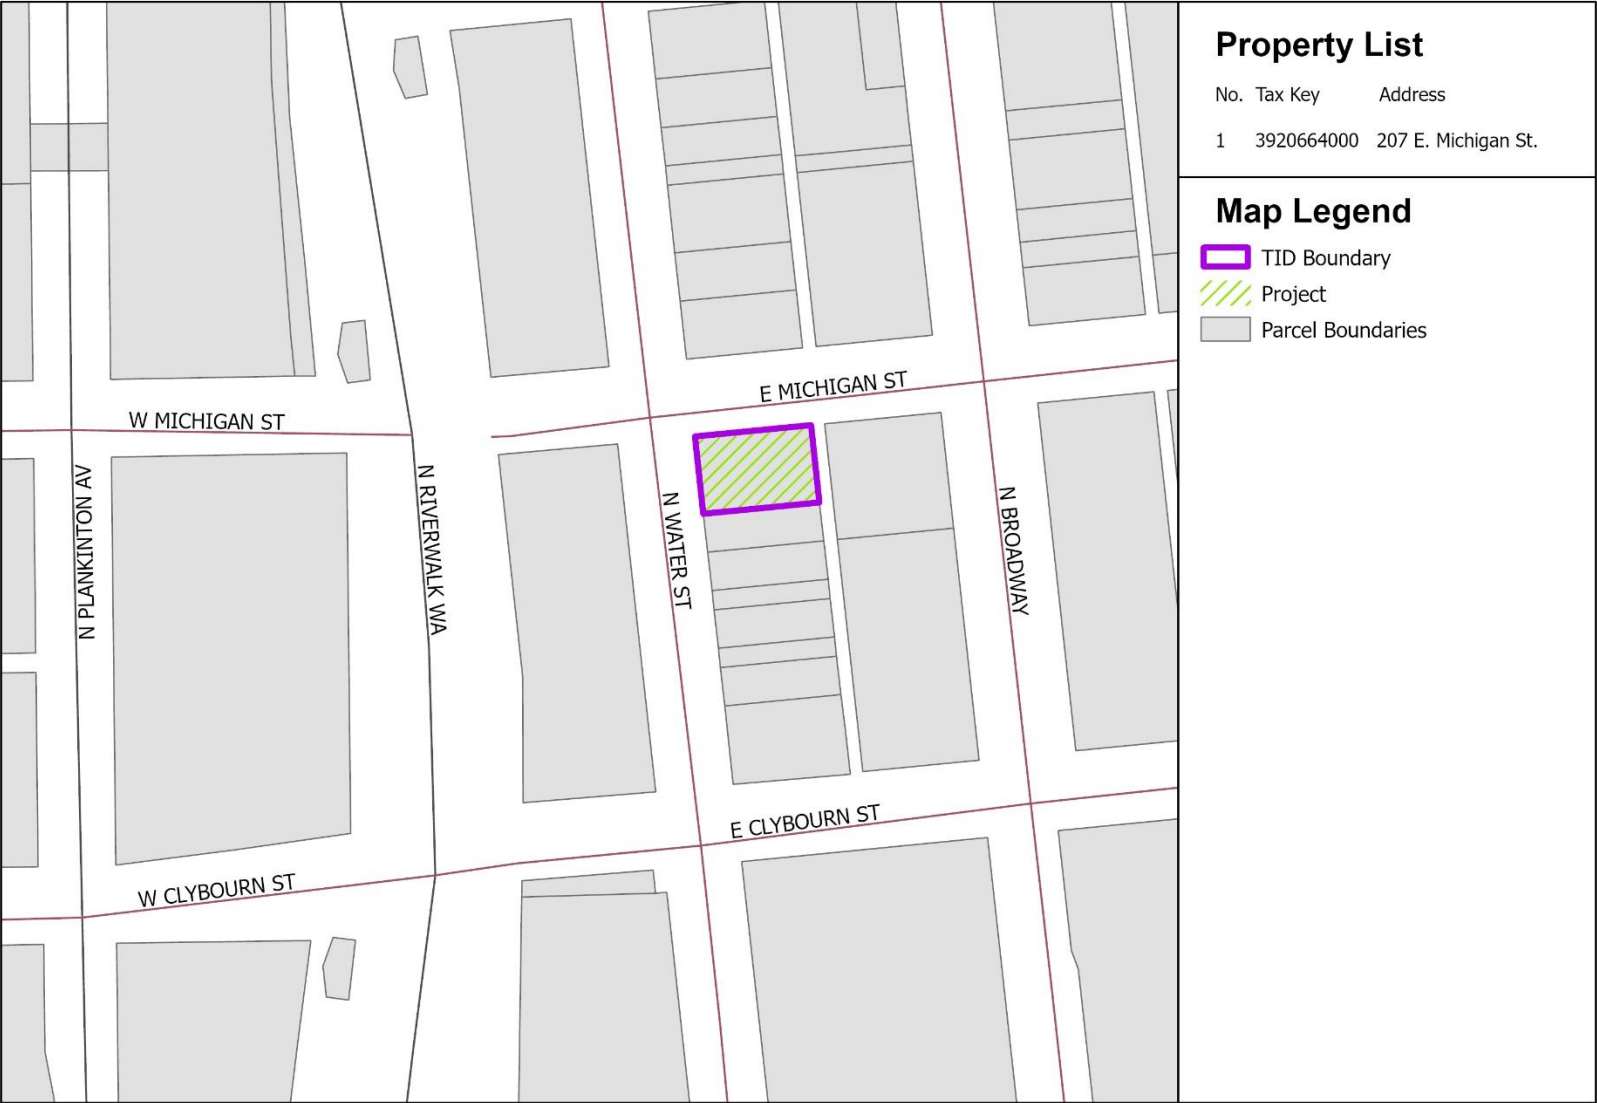 Property List
No. Tax Key Address
1 3920664000 207 E. Michigan St.
Map Legend
TID Boundary
Project
Parcel Boundaries
E MICHIGAN ST
W MICHIGAN ST
N PLANKINTON AV
N RIVERWALK WA
N WATER ST
N BROADWAY
E CLYBOURN ST
W CLYBOURN ST